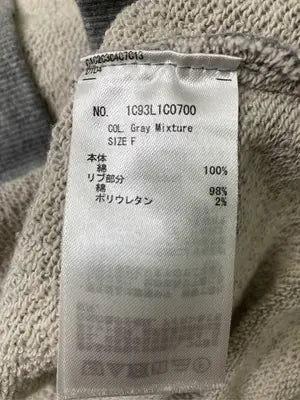 NO. 1C93L1C0700
COL. Gray Mixture
SIZE F
本体
綿 100%
リブ部分
綿 98%
ポリウレタン 2%